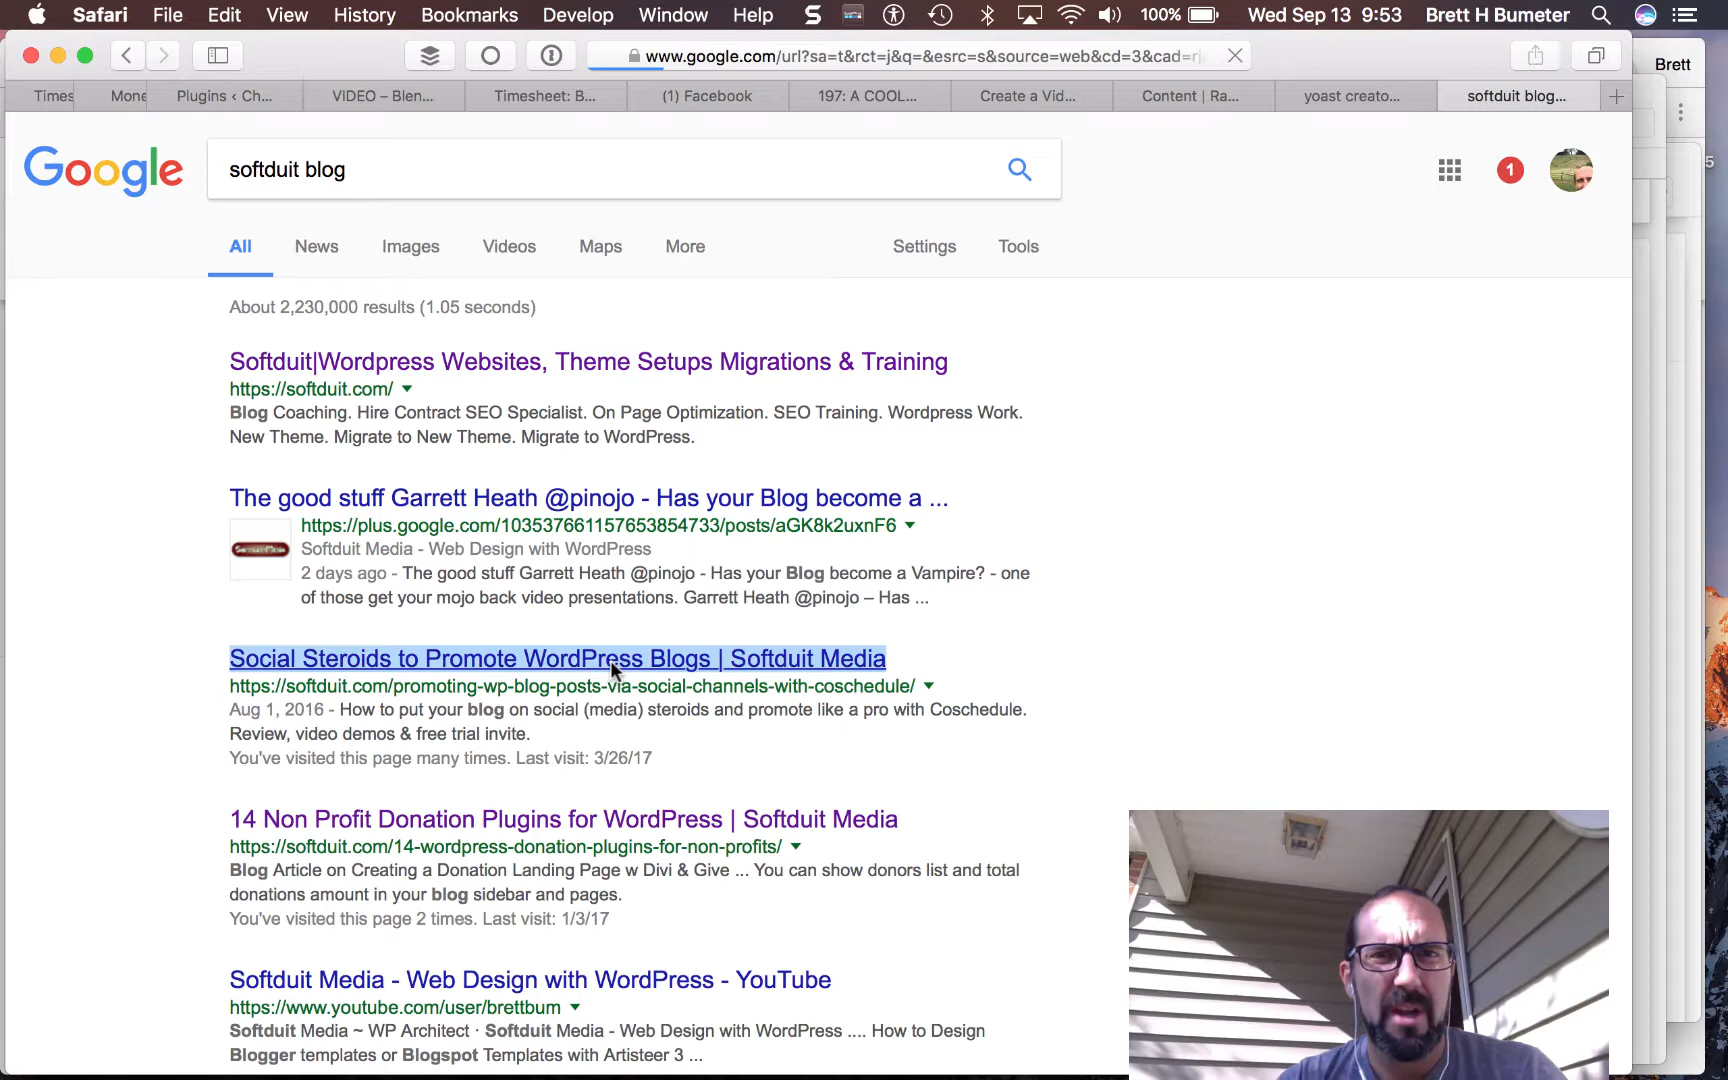 Safari File Edit View History Bookmarks Develop Window Help 100% Wed Sep 13 9:53 Brett H Bumeter
www.google.com/url?sa=t&rct=j&q=&esrc=s&source=web&cd=3&cad=rj
Brett
Times Mone Plugins ‹ Ch... VIDEO – Blen... Timesheet: B... (1) Facebook 197: A COOL... Create a Vid... Content | Ra... yoast creato... softduit blog...
Google softduit blog 1
5
All News Images Videos Maps More Settings Tools
About 2,230,000 results (1.05 seconds)
Softduit|Wordpress Websites, Theme Setups Migrations & Training
https://softduit.com/
Blog Coaching. Hire Contract SEO Specialist. On Page Optimization. SEO Training. Wordpress Work.
New Theme. Migrate to New Theme. Migrate to WordPress.
The good stuff Garrett Heath @pinojo - Has your Blog become a ...
https://plus.google.com/103537661157653854733/posts/aGK8k2uxnF6
Softduit Media - Web Design with WordPress
2 days ago - The good stuff Garrett Heath @pinojo - Has your Blog become a Vampire? - one
of those get your mojo back video presentations. Garrett Heath @pinojo – Has ...
Social Steroids to Promote WordPress Blogs | Softduit Media
https://softduit.com/promoting-wp-blog-posts-via-social-channels-with-coschedule/
Aug 1, 2016 - How to put your blog on social (media) steroids and promote like a pro with Coschedule.
Review, video demos & free trial invite.
You've visited this page many times. Last visit: 3/26/17
14 Non Profit Donation Plugins for WordPress | Softduit Media
https://softduit.com/14-wordpress-donation-plugins-for-non-profits/
Blog Article on Creating a Donation Landing Page w Divi & Give ... You can show donors list and total
donations amount in your blog sidebar and pages.
You've visited this page 2 times. Last visit: 1/3/17
Softduit Media - Web Design with WordPress - YouTube
https://www.youtube.com/user/brettbum
Softduit Media ~ WP Architect · Softduit Media - Web Design with WordPress .... How to Design
Blogger templates or Blogspot Templates with Artisteer 3 ...